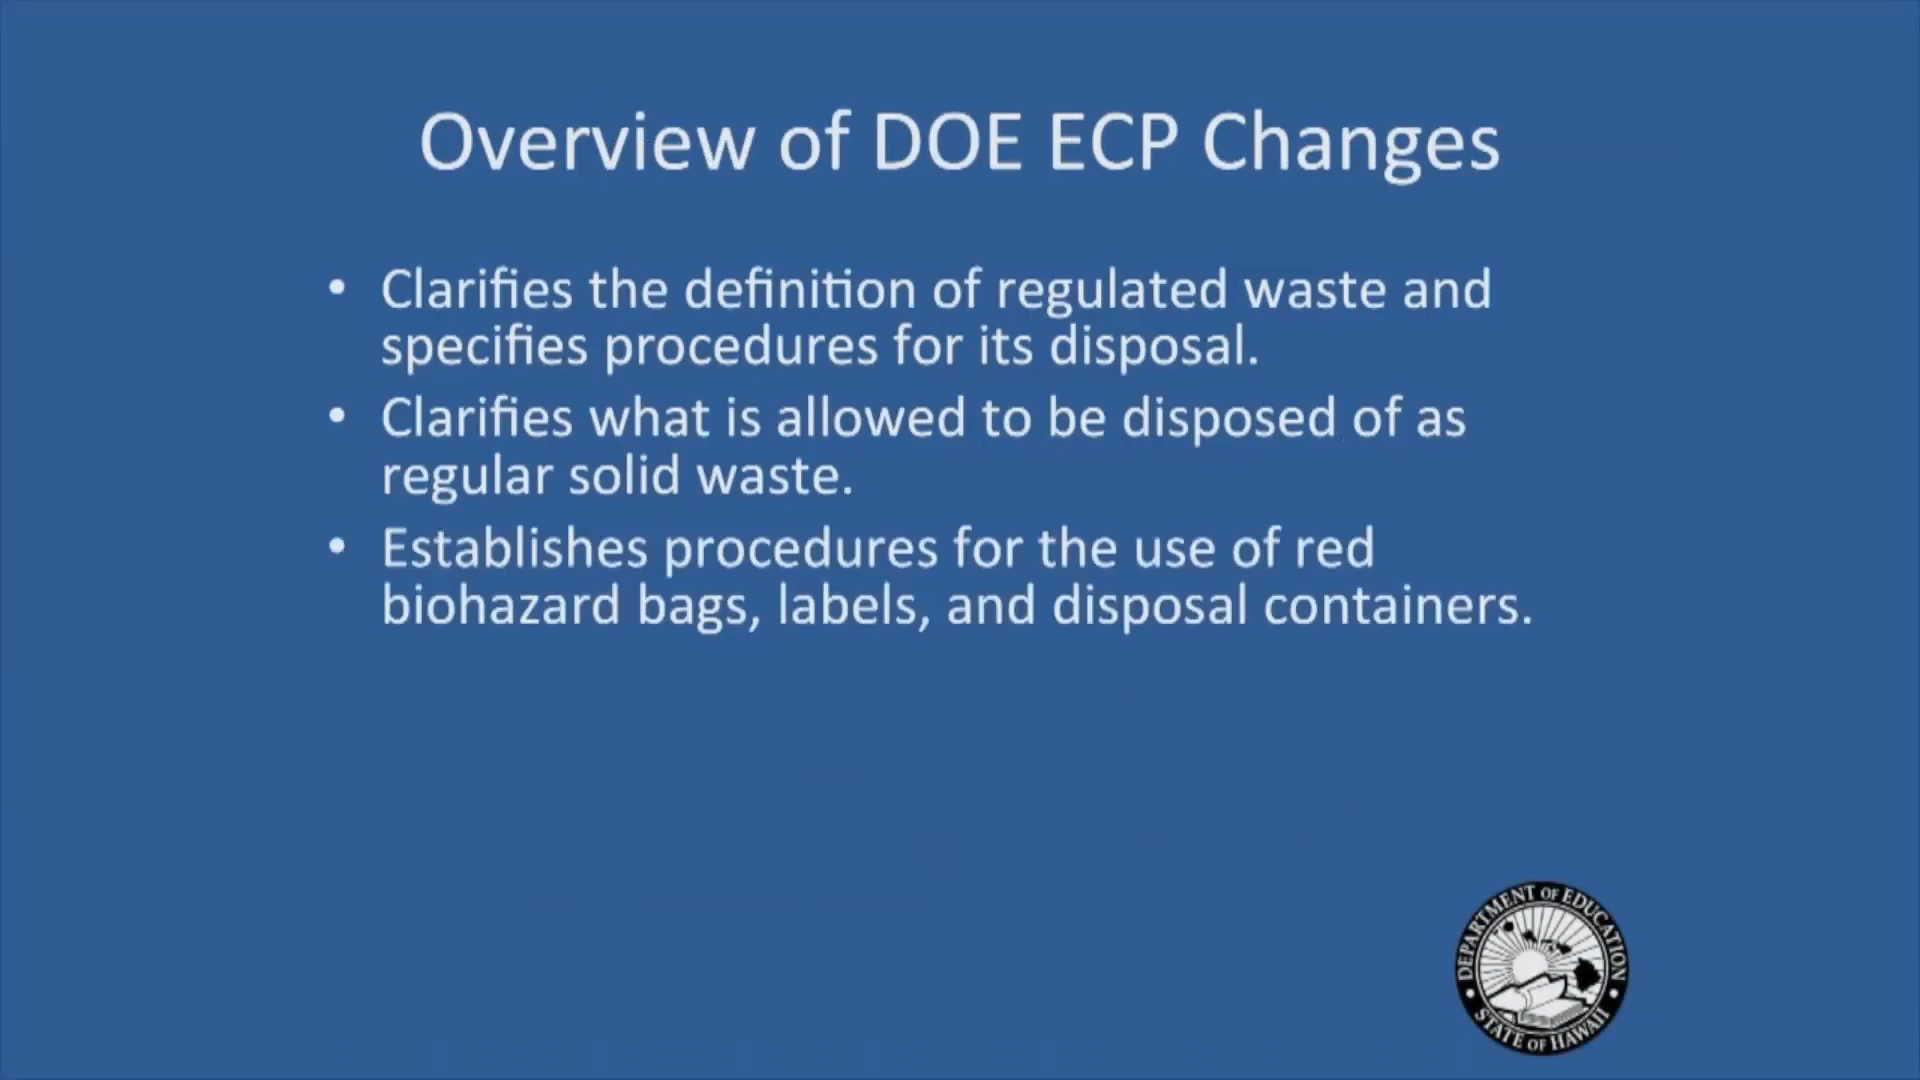 Overview of DOE ECP Changes
• Clarifies the definition of regulated waste and
specifies procedures for its disposal.
• Clarifies what is allowed to be disposed of as
regular solid waste.
• Establishes procedures for the use of red
biohazard bags, labels, and disposal containers.
DEPARTMENT OF EDUCATION
• STATE OF HAWAII •